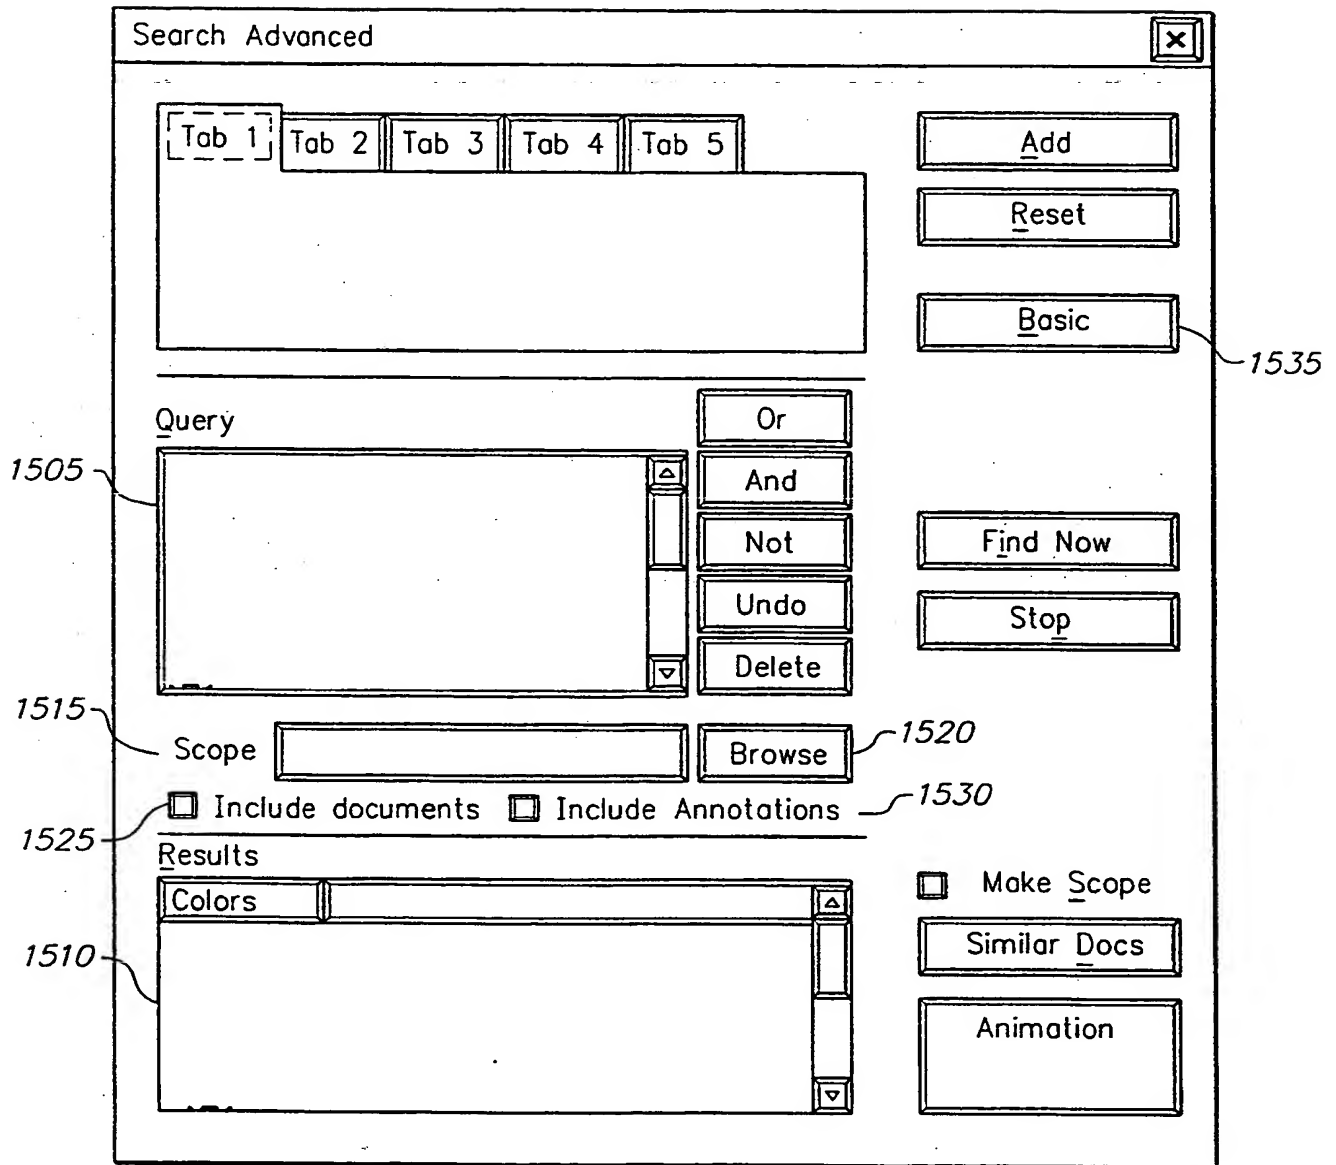 Search Advanced
Tab 1 Tab 2 Tab 3 Tab 4 Tab 5
Add
Reset
Basic
1535
Query
Or
1505
And
Not
Find Now
Undo
Stop
Delete
1515
Scope
Browse
1520
Include documents Include Annotations
1530
1525
Results
Colors
Make Scope
Similar Docs
1510
Animation